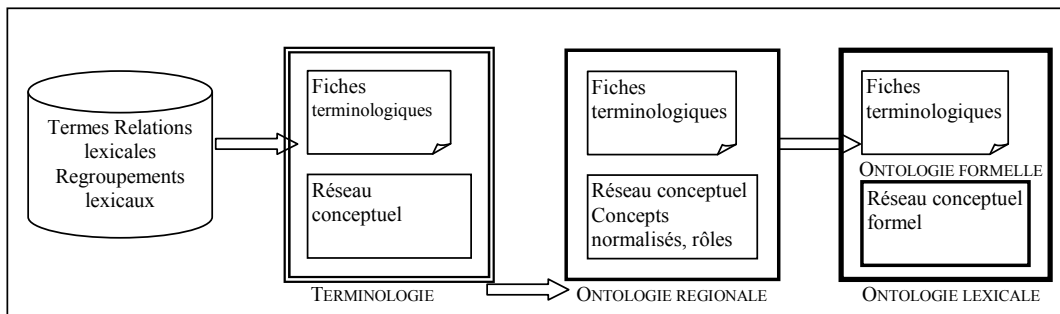 Termes Relations
lexicales
Regroupements
lexicaux
Fiches
terminologiques
Réseau
conceptuel
TERMINOLOGIE
Fiches
terminologiques
Réseau conceptuel
Concepts
normalisés, rôles
ONTOLOGIE REGIONALE
Fiches
terminologiques
ONTOLOGIE FORMELLE
Réseau conceptuel
formel
ONTOLOGIE LEXICALE